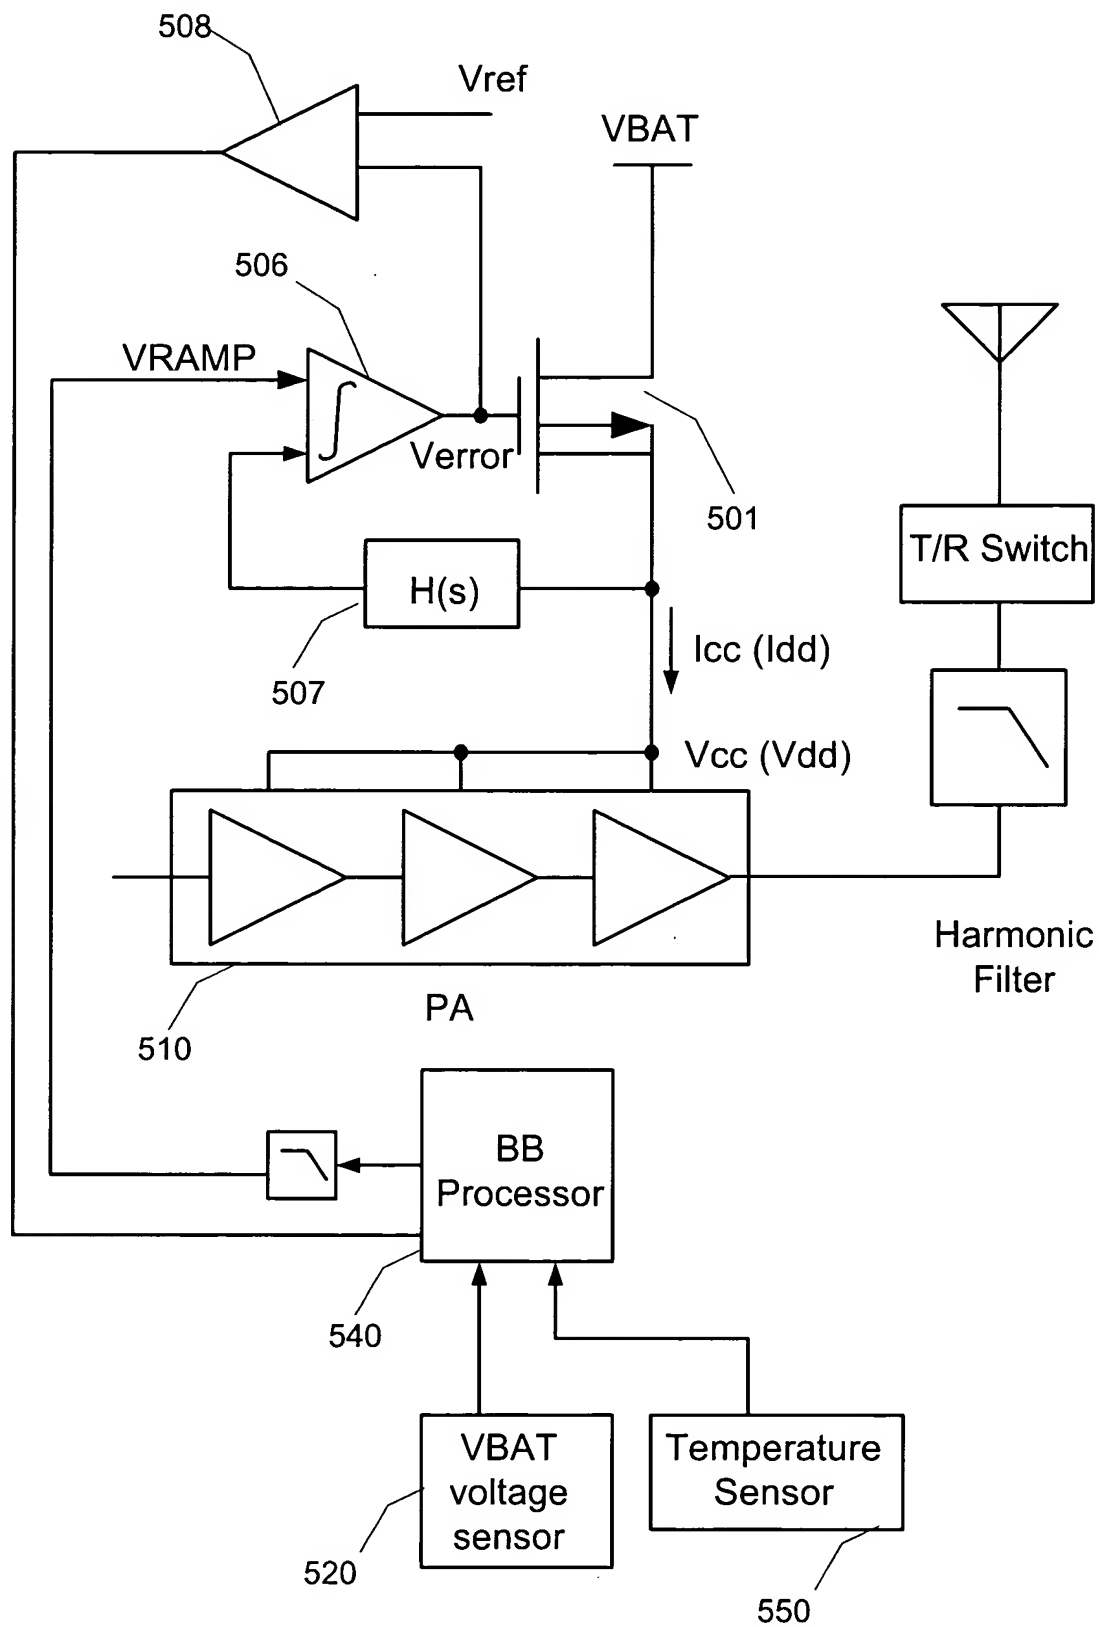 508
Vref
VBAT
506
VRAMP
∫
Verror
501
T/R Switch
H(s)
Icc (Idd)
507
Vcc (Vdd)
Harmonic
Filter
PA
510
BB
Processor
540
VBAT
voltage
sensor
Temperature
Sensor
520
550